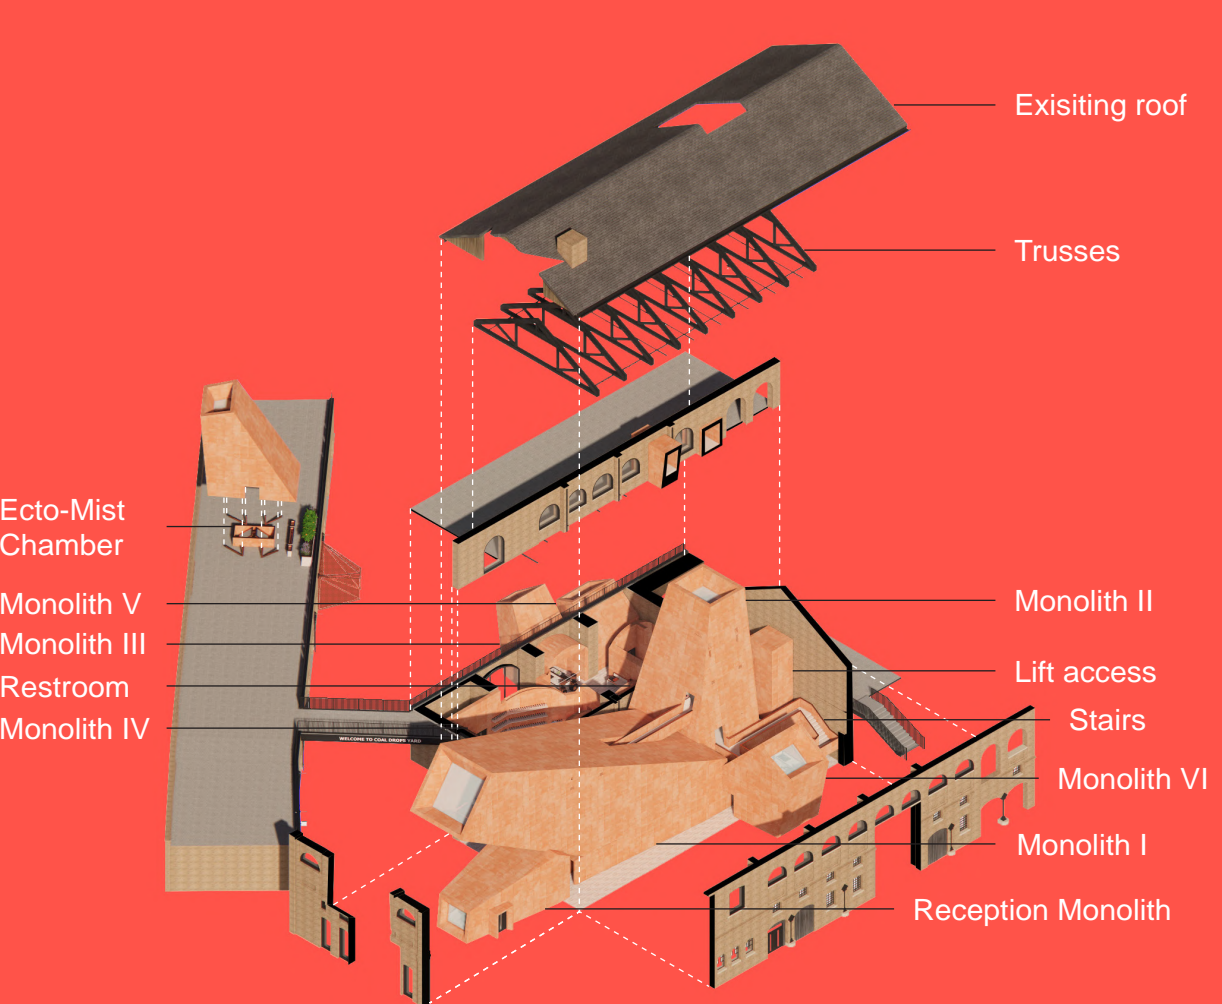 Exisiting roof
Trusses
Ecto-Mist
Chamber
Monolith V
Monolith III
Restroom
Monolith IV
WELCOME TO COAL DROPS YARD
Monolith II
Lift access
Stairs
Monolith VI
Monolith I
Reception Monolith